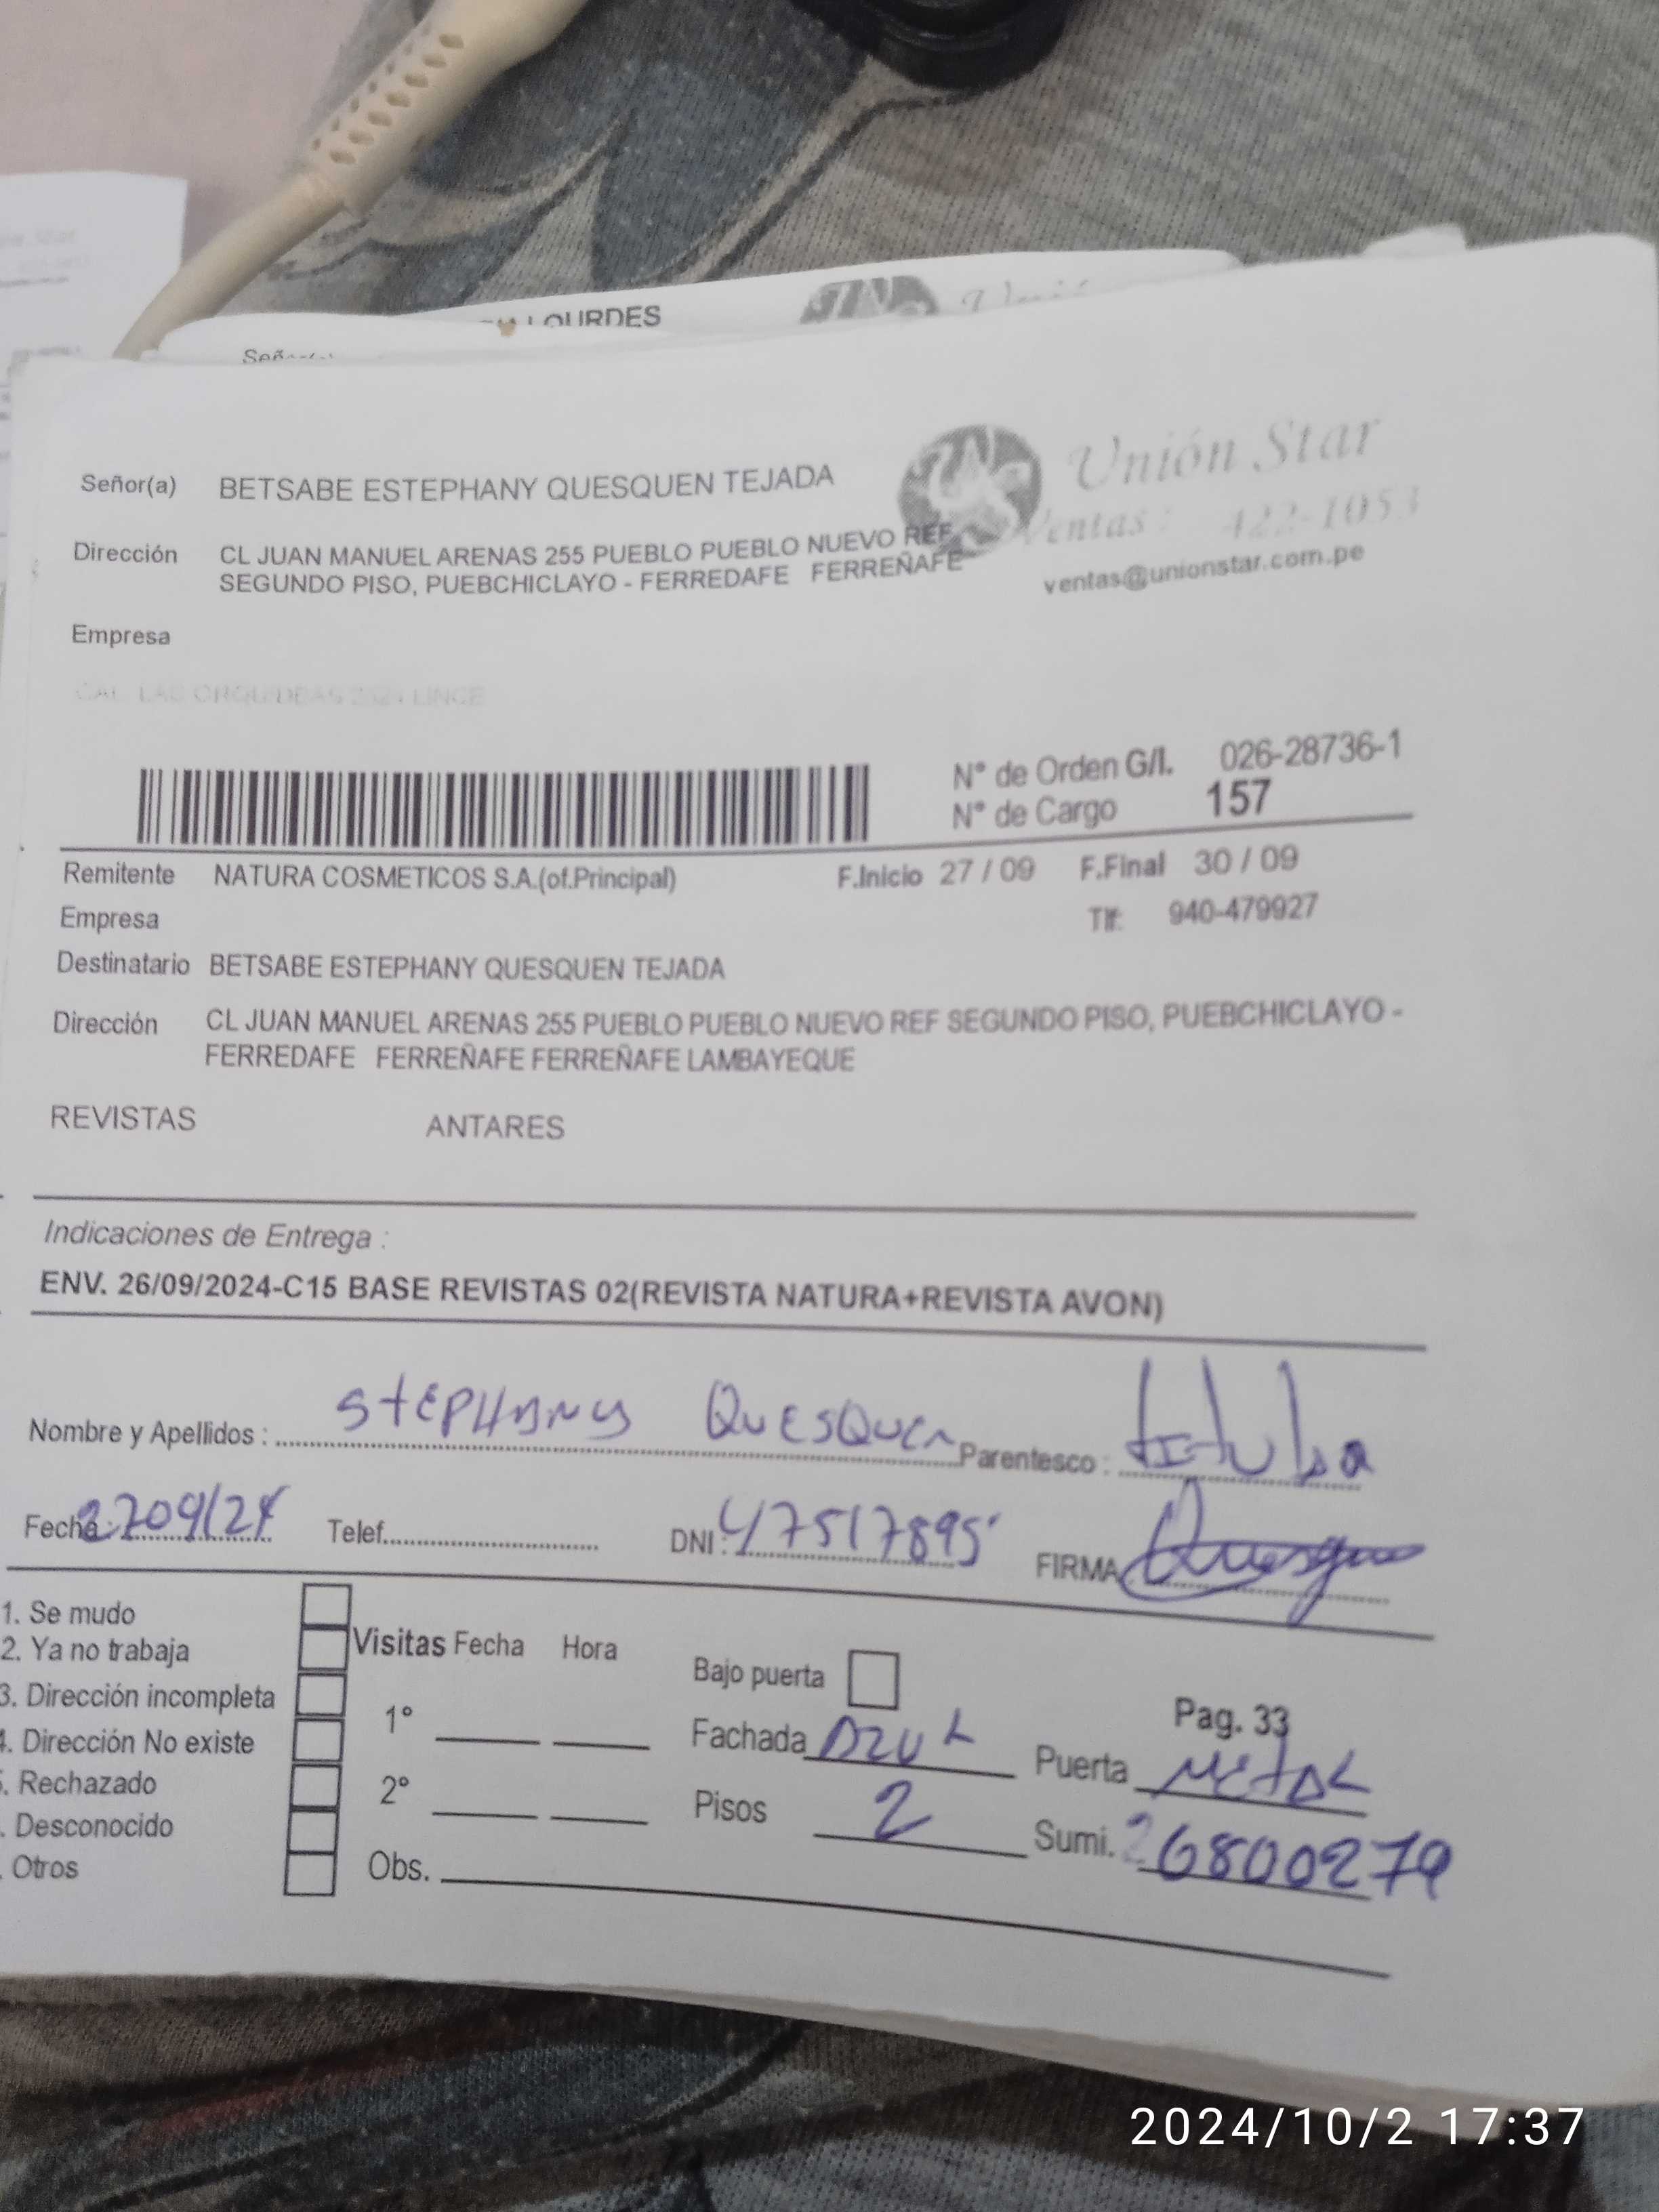 LOURDES
Unión Star
Señor(a) BETSABE ESTEPHANY QUESQUEN TEJADA
Ventas: 422-1053
Dirección CL JUAN MANUEL ARENAS 255 PUEBLO PUEBLO NUEVO REF
SEGUNDO PISO, PUEBCHICLAYO - FERREDAFE FERREÑAFE
ventas@unionstar.com.pe
Empresa
N° de Orden G/I. 026-28736-1
N° de Cargo 157
Remitente NATURA COSMETICOS S.A.(of.Principal) F.Inicio 27 / 09 F.Final 30 / 09
Empresa Tlf: 940-479927
Destinatario BETSABE ESTEPHANY QUESQUEN TEJADA
Dirección CL JUAN MANUEL ARENAS 255 PUEBLO PUEBLO NUEVO REF SEGUNDO PISO, PUEBCHICLAYO -
FERREDAFE FERREÑAFE FERREÑAFE LAMBAYEQUE
REVISTAS ANTARES
Indicaciones de Entrega :
ENV. 26/09/2024-C15 BASE REVISTAS 02(REVISTA NATURA+REVISTA AVON)
Nombre y Apellidos : STEPHANY QUESQUEN Parentesco :
Fecha : 2709/24 Telef. DNI : 47517895 FIRMA
1. Se mudo
2. Ya no trabaja
3. Dirección incompleta
. Dirección No existe
. Rechazado
. Desconocido
. Otros
Visitas Fecha Hora
1°
2°
Obs.
Bajo puerta
Pag. 33
Fachada AZUL Puerta METAL
Pisos 2 Sumi. 26800279
2024/10/2 17:37